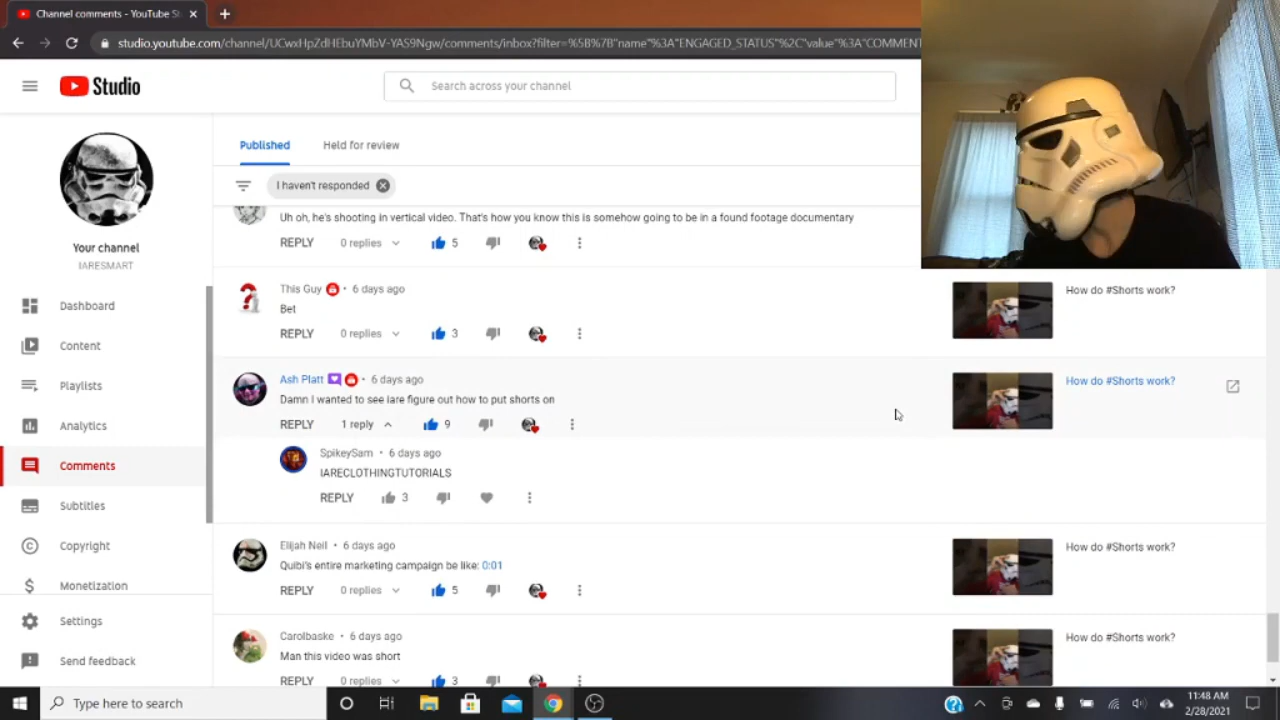 Channel comments - YouTube St
studio.youtube.com/channel/UCwxHpZdHEbuYMbV-YAS9Ngw/comments/inbox?filter=%5B%7B"name"%3A"ENGAGED_STATUS"%2C"value"%3A"COMMENT
Studio
Search across your channel
Published
Held for review
I haven't responded
Your channel
IARESMART
Dashboard
Content
Playlists
Analytics
Comments
Subtitles
Copyright
Monetization
Settings
Send feedback
Uh oh, he's shooting in vertical video. That's how you know this is somehow going to be in a found footage documentary
REPLY 0 replies 5
This Guy • 6 days ago
Bet
REPLY 0 replies 3
How do #Shorts work?
Ash Platt • 6 days ago
Damn I wanted to see Iare figure out how to put shorts on
REPLY 1 reply 9
How do #Shorts work?
SpikeySam • 6 days ago
IARECLOTHINGTUTORIALS
REPLY 3
Elijah Neil • 6 days ago
Quibi's entire marketing campaign be like: 0:01
REPLY 0 replies 5
How do #Shorts work?
Carolbaske • 6 days ago
Man this video was short
REPLY 0 replies 3
How do #Shorts work?
Type here to search
11:48 AM
2/28/2021